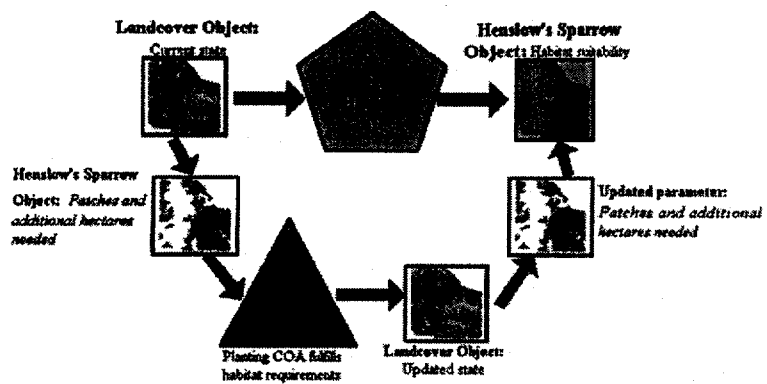 Landcover Object:
Current state
Henslow's Sparrow
Object: Habitat suitability
Henslow's Sparrow
Object: Patches and
additional hectares
needed
Updated parameter:
Patches and additional
hectares needed
Planting COA fulfills
habitat requirements
Landcover Object:
Updated state